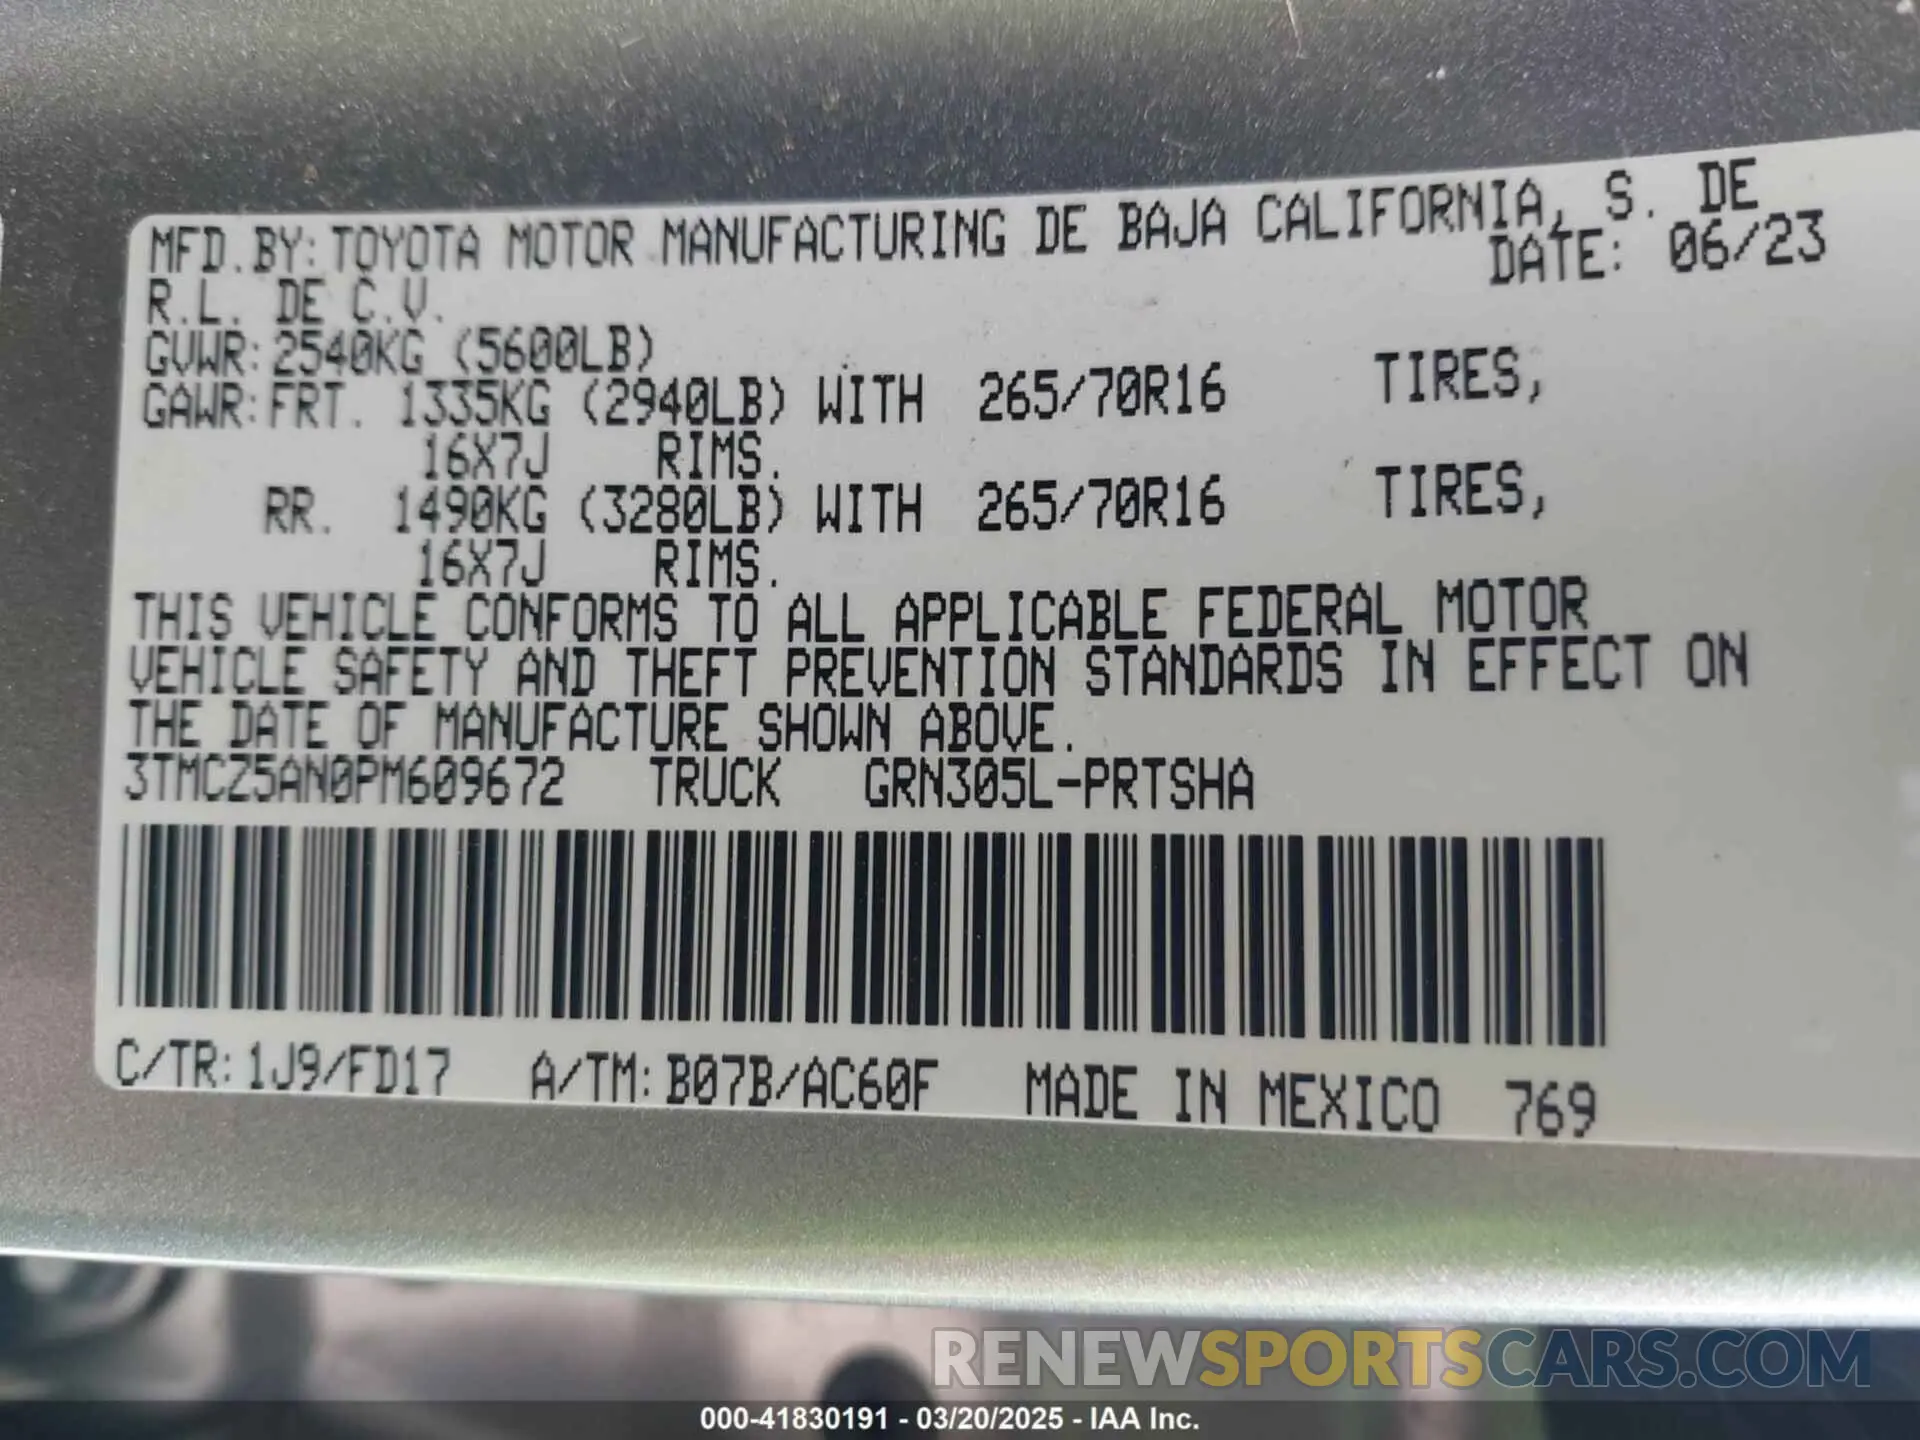 MFD.BY: TOYOTA MOTOR MANUFACTURING DE BAJA CALIFORNIA, S. DE
R.L. DE C.V. DATE: 06/23
GVWR: 2540KG (5600LB)
GAWR: FRT. 1335KG (2940LB) WITH 265/70R16 TIRES,
16X7J RIMS.
RR. 1490KG (3280LB) WITH 265/70R16 TIRES,
16X7J RIMS.
THIS VEHICLE CONFORMS TO ALL APPLICABLE FEDERAL MOTOR
VEHICLE SAFETY AND THEFT PREVENTION STANDARDS IN EFFECT ON
THE DATE OF MANUFACTURE SHOWN ABOVE.
3TMCZ5AN0PM609672 TRUCK GRN305L-PRTSHA
C/TR: 1J9/FD17 A/TM: B07B/AC60F MADE IN MEXICO 769
RENEWSPORTSCARS.COM
000-41830191 - 03/20/2025 - IAA Inc.